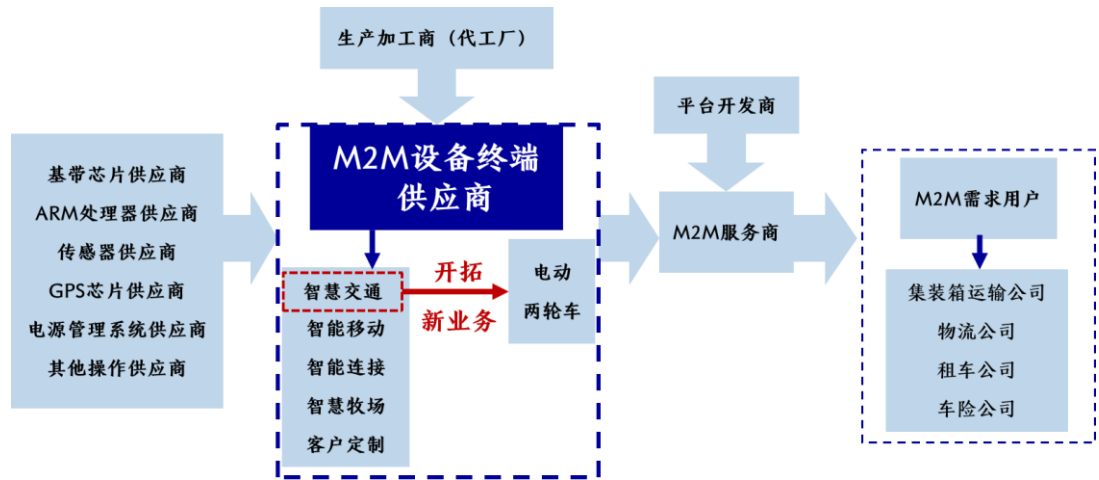 生产加工商（代工厂）
平台开发商
基带芯片供应商
ARM处理器供应商
传感器供应商
GPS芯片供应商
电源管理系统供应商
其他操作供应商
M2M设备终端
供应商
智慧交通
智能移动
智能连接
智慧牧场
客户定制
开拓
新业务
电动
两轮车
M2M服务商
M2M需求用户
集装箱运输公司
物流公司
租车公司
车险公司